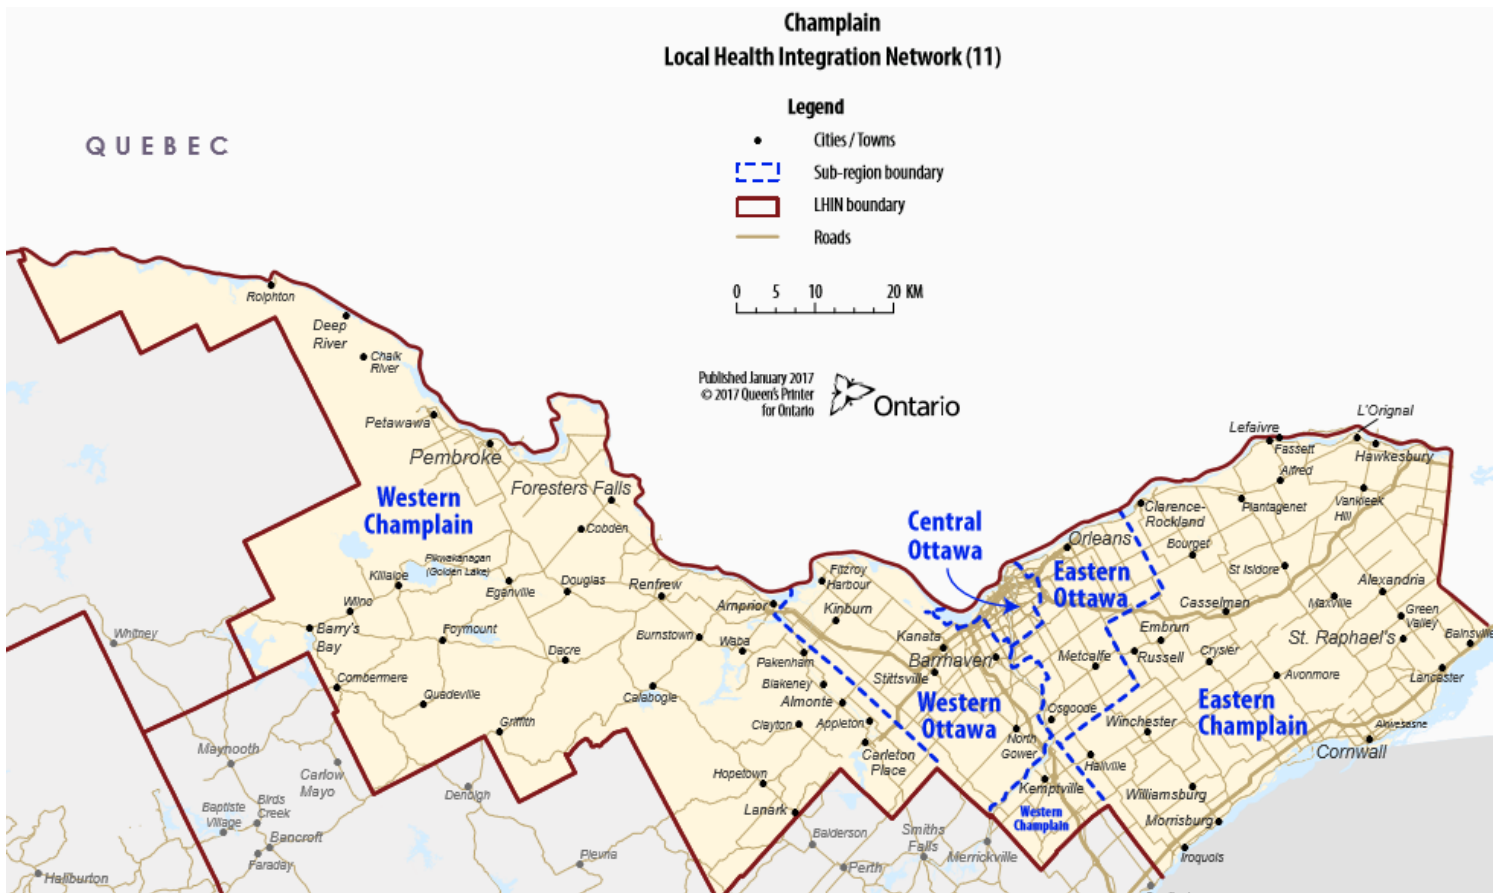 Champlain
Local Health Integration Network (11)
Legend
Cities / Towns
Sub-region boundary
LHIN boundary
Roads
0 5 10 20 KM
QUEBEC
Published January 2017
© 2017 Queen's Printer
for Ontario
Ontario
Rolphton
Deep
River
Chalk
River
Petawawa
Pembroke
Western
Champlain
Foresters Falls
Cobden
Pikwakanagan
(Golden Lake)
Killaloe
Eganville
Douglas
Renfrew
Wilno
Barry's
Bay
Foymount
Dacre
Burnstown
Waba
Arnprior
Combermere
Quadeville
Griffith
Calabogie
Whitney
Maynooth
Carlow
Mayo
Denbigh
Baptiste
Village
Birds
Creek
Bancroft
Faraday
Haliburton
Plevna
Pakenham
Blakeney
Almonte
Clayton
Appleton
Carleton
Place
Hopetown
Lanark
Balderson
Perth
Smiths
Falls
Merrickville
Fitzroy
Harbour
Kinburn
Kanata
Barrhaven
Stittsville
Western
Ottawa
North
Gower
Kemptville
Western
Champlain
Central
Ottawa
Orleans
Eastern
Ottawa
Metcalfe
Osgoode
Lefaivre
Fassett
L'Orignal
Hawkesbury
Alfred
Plantagenet
Vankleek
Hill
Clarence-
Rockland
Bourget
St Isidore
Casselman
Maxville
Alexandria
Green
Valley
St. Raphael's
Bainsville
Lancaster
Embrun
Russell
Crysler
Avonmore
Eastern
Champlain
Winchester
Hallville
Akwesasne
Cornwall
Williamsburg
Morrisburg
Iroquois